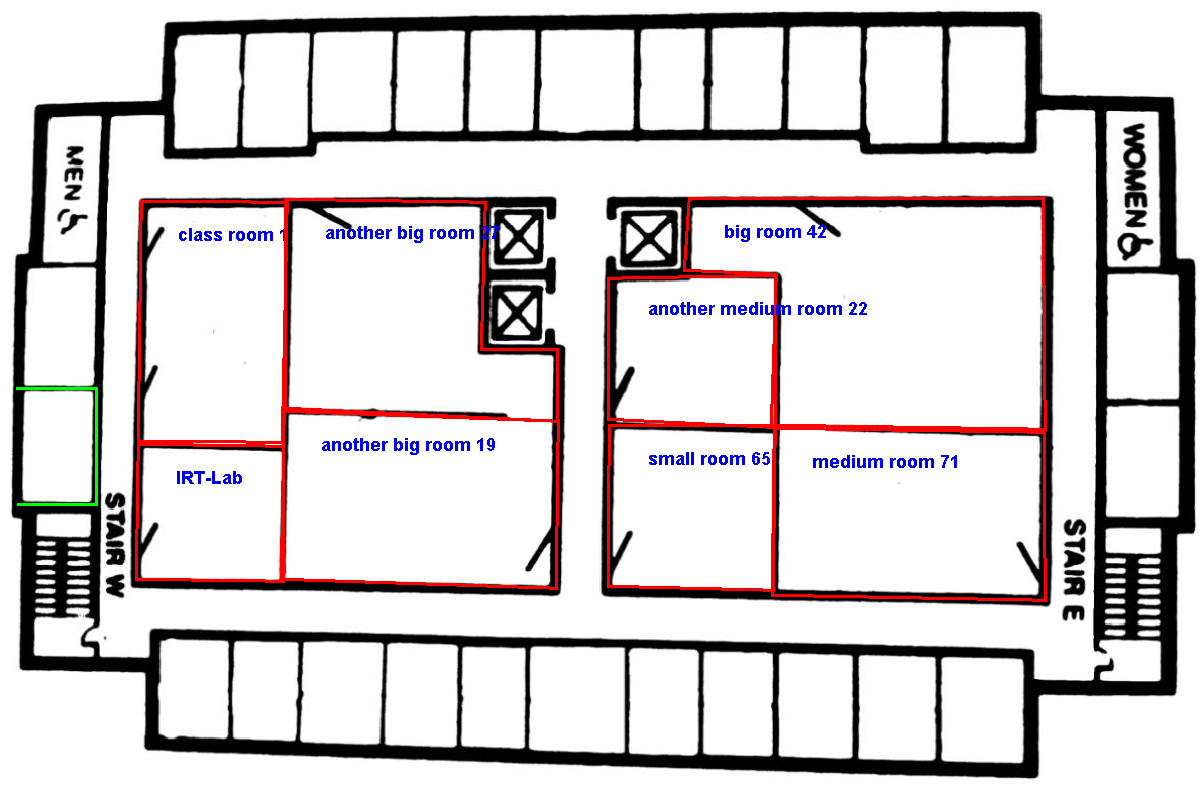 MEN
WOMEN
class room 1
another big room 27
big room 42
another medium room 22
another big room 19
small room 65
medium room 71
IRT-Lab
STAIR W
STAIR E